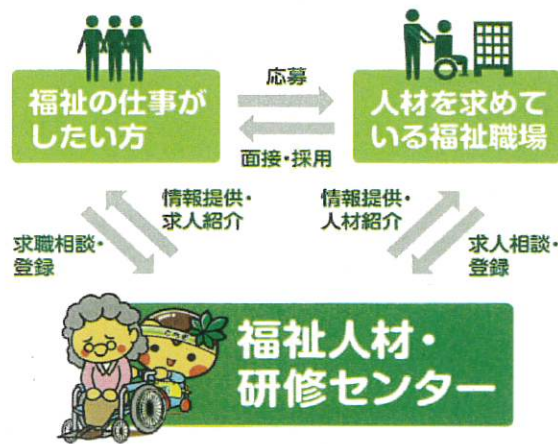 福祉の仕事が
したい方
応募
面接・採用
人材を求めて
いる福祉職場
求職相談・
登録
情報提供・
求人紹介
情報提供・
人材紹介
求人相談・
登録
福祉人材・
研修センター